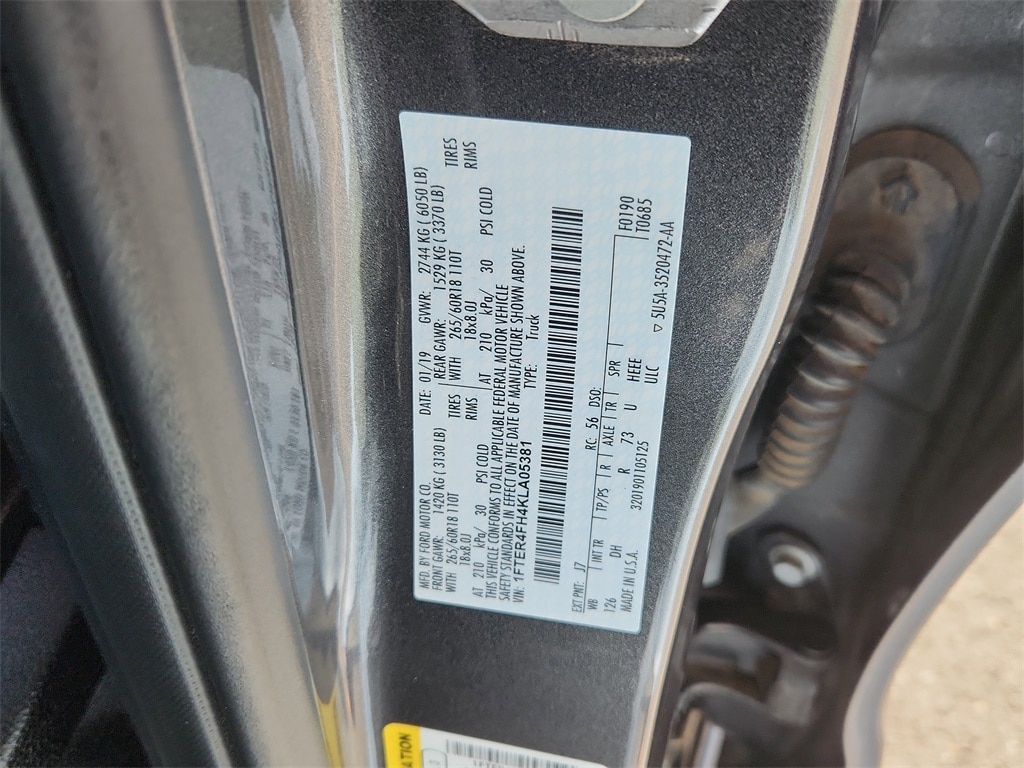 MFD. BY FORD MOTOR CO. DATE: 01/19 GVWR: 2744 KG ( 6050 LB)
FRONT GAWR: 1420 KG ( 3130 LB) REAR GAWR: 1529 KG ( 3370 LB)
WITH 265/60R18 110T TIRES WITH 265/60R18 110T TIRES
18x8.0J RIMS 18x8.0J RIMS
AT 210 kPa/ 30 PSI COLD AT 210 kPa/ 30 PSI COLD
THIS VEHICLE CONFORMS TO ALL APPLICABLE FEDERAL MOTOR VEHICLE
SAFETY STANDARDS IN EFFECT ON THE DATE OF MANUFACTURE SHOWN ABOVE.
VIN: 1FTER4FH4KLA05381 TYPE: Truck
EXT PNT: J7 RC: 56 DSO: F0190
WB INT TR TP/PS R AXLE TR SPR T0685
126 DH R 73 U HEEE
ULC
MADE IN U.S.A. 3201901105125 5U5A-3520472-AA